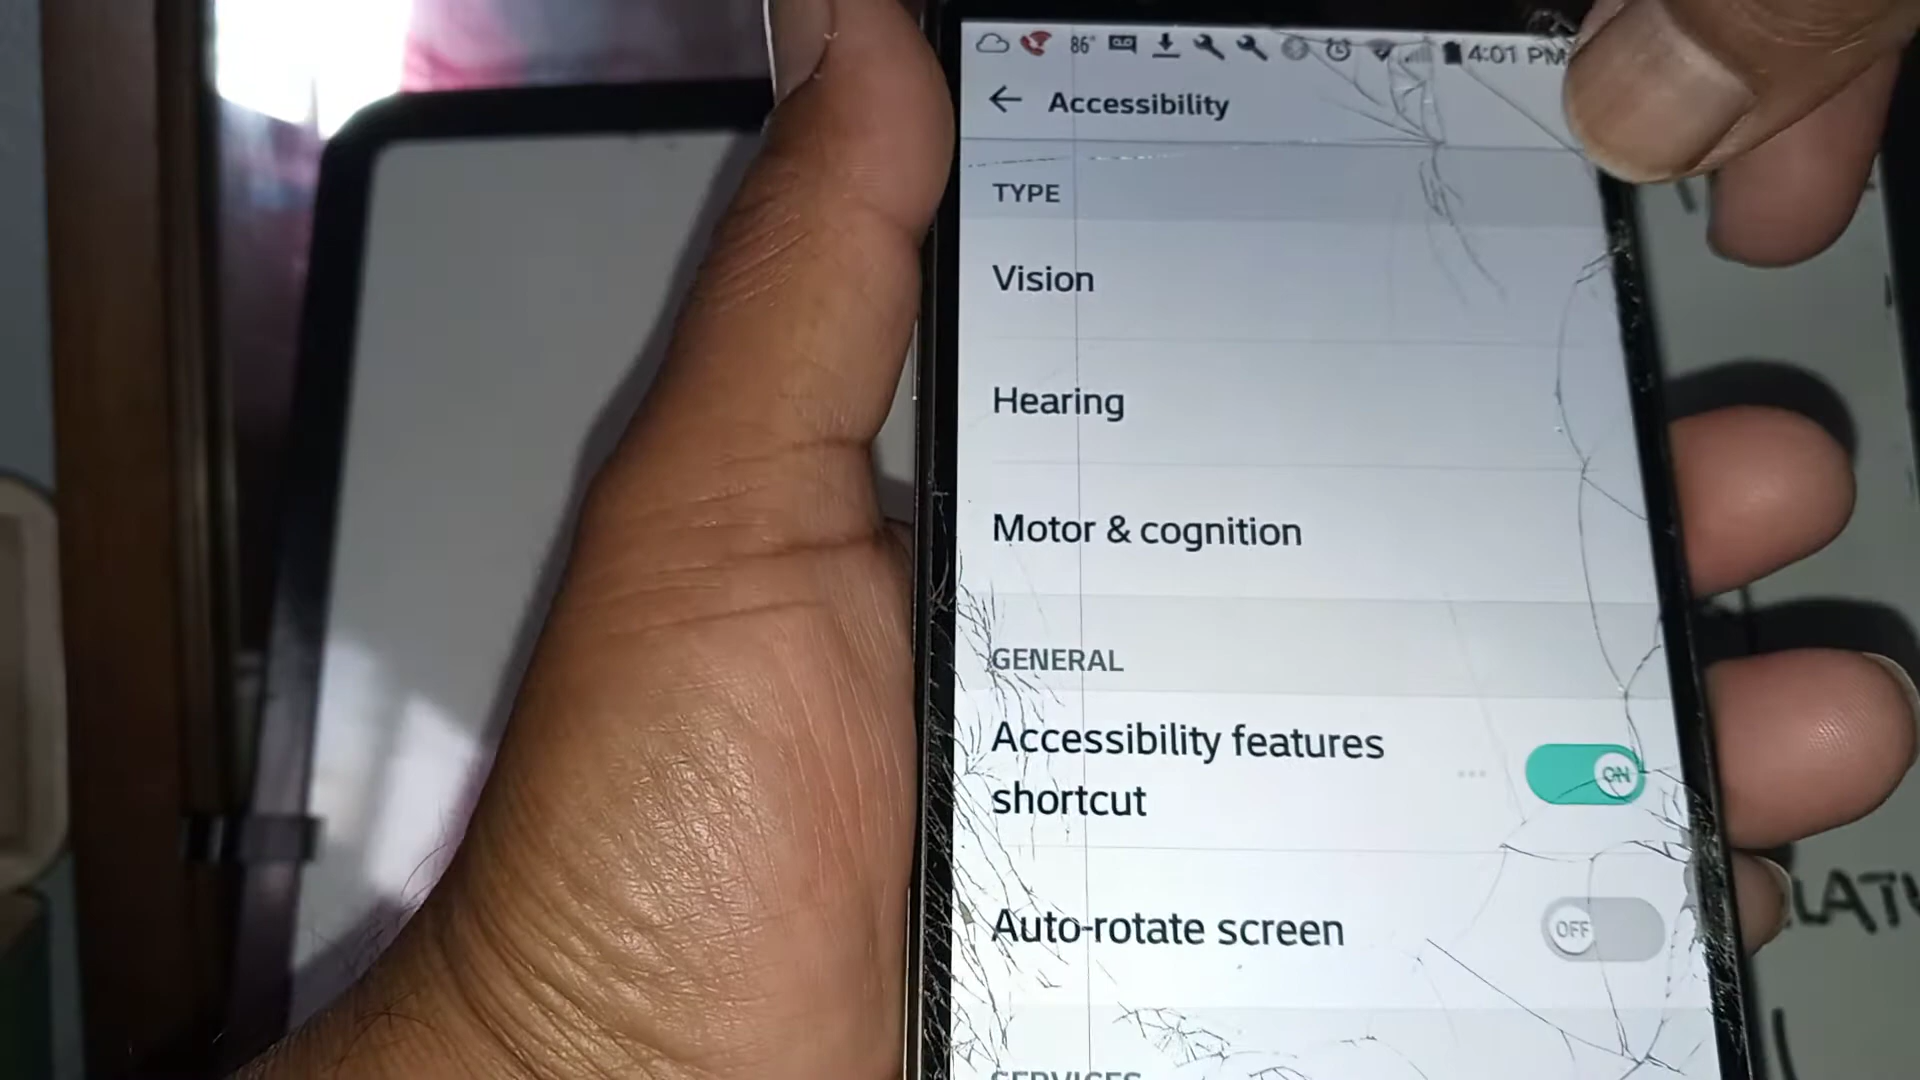 86° 4:01 PM
Accessibility
TYPE
Vision
Hearing
Motor & cognition
GENERAL
Accessibility features
shortcut
ON
Auto-rotate screen
OFF
SERVICES